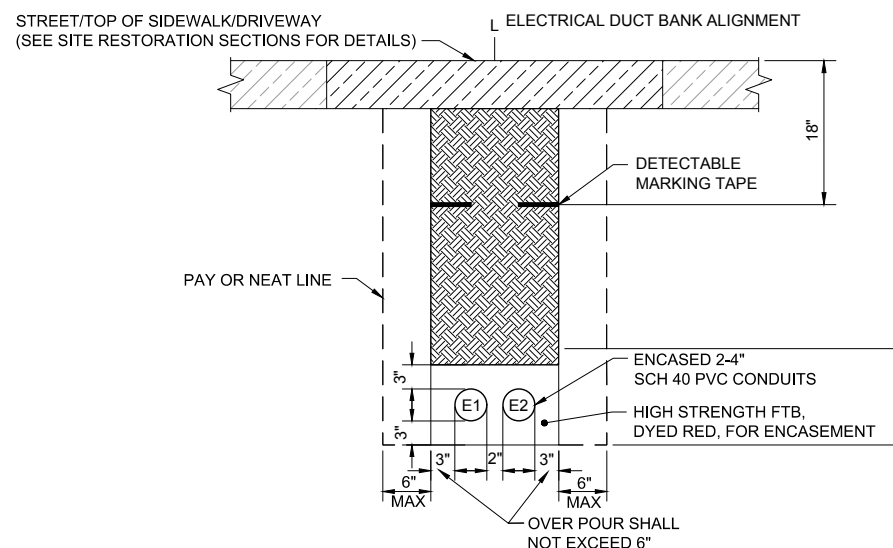 STREET/TOP OF SIDEWALK/DRIVEWAY
(SEE SITE RESTORATION SECTIONS FOR DETAILS)
L ELECTRICAL DUCT BANK ALIGNMENT
18"
DETECTABLE
MARKING TAPE
PAY OR NEAT LINE
ENCASED 2-4"
SCH 40 PVC CONDUITS
3"
E1 E2
HIGH STRENGTH FTB,
DYED RED, FOR ENCASEMENT
3"
3" 2" 3"
6"
MAX
6"
MAX
OVER POUR SHALL
NOT EXCEED 6"